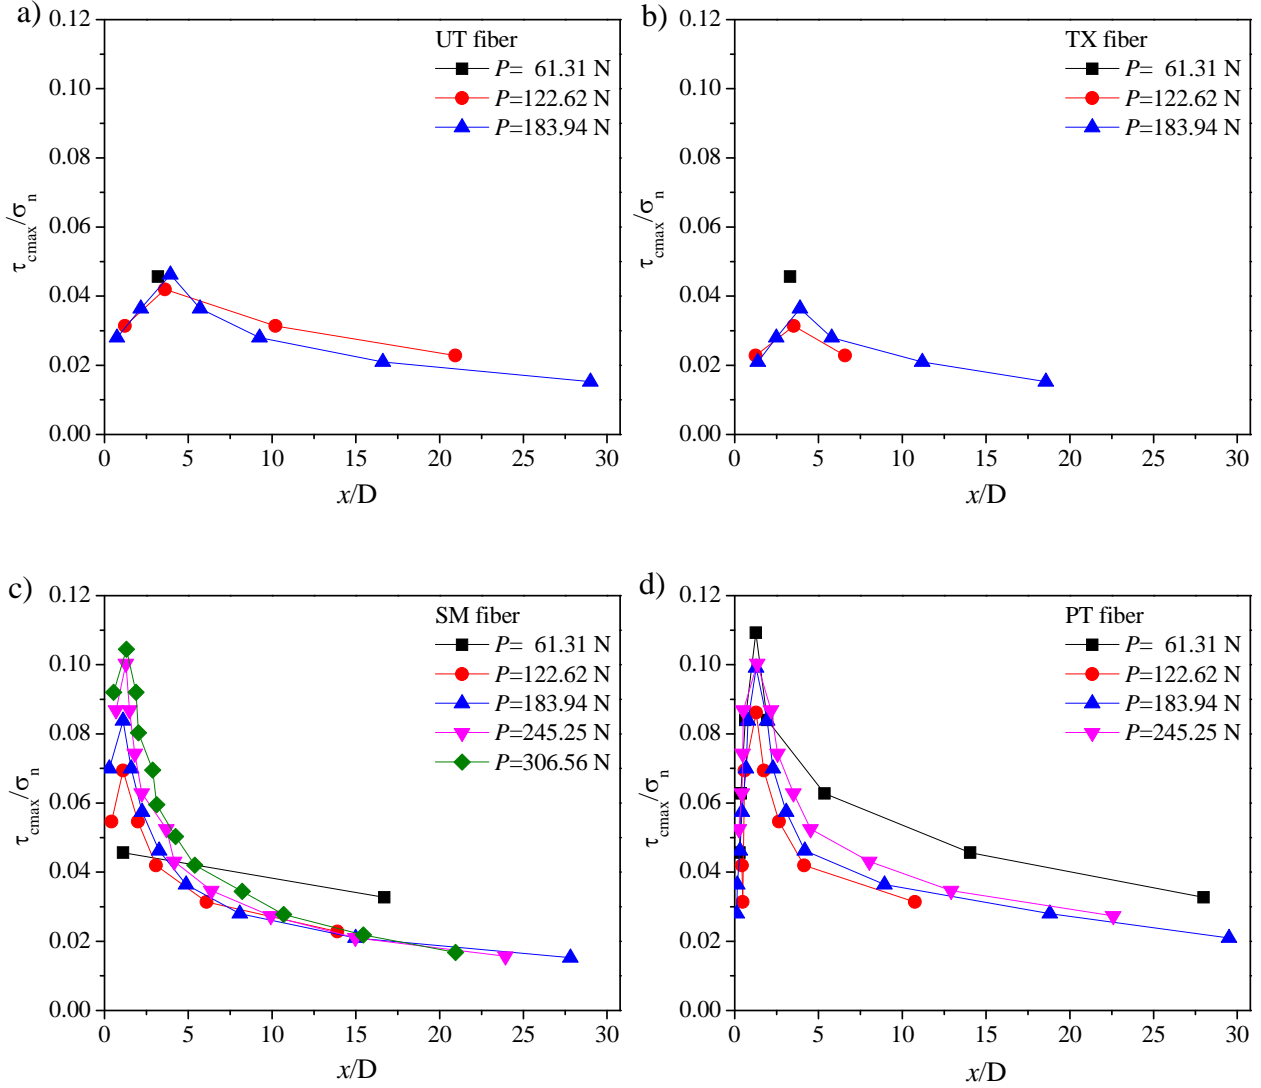 a)
UT fiber
P= 61.31 N
P=122.62 N
P=183.94 N
0.12
0.10
0.08
0.06
0.04
0.02
0.00
τcmax/σn
0 5 10 15 20 25 30
x/D
b)
TX fiber
P= 61.31 N
P=122.62 N
P=183.94 N
0.12
0.10
0.08
0.06
0.04
0.02
0.00
τcmax/σn
0 5 10 15 20 25 30
x/D
c)
SM fiber
P= 61.31 N
P=122.62 N
P=183.94 N
P=245.25 N
P=306.56 N
0.12
0.10
0.08
0.06
0.04
0.02
0.00
τcmax/σn
0 5 10 15 20 25 30
x/D
d)
PT fiber
P= 61.31 N
P=122.62 N
P=183.94 N
P=245.25 N
0.12
0.10
0.08
0.06
0.04
0.02
0.00
τcmax/σn
0 5 10 15 20 25 30
x/D